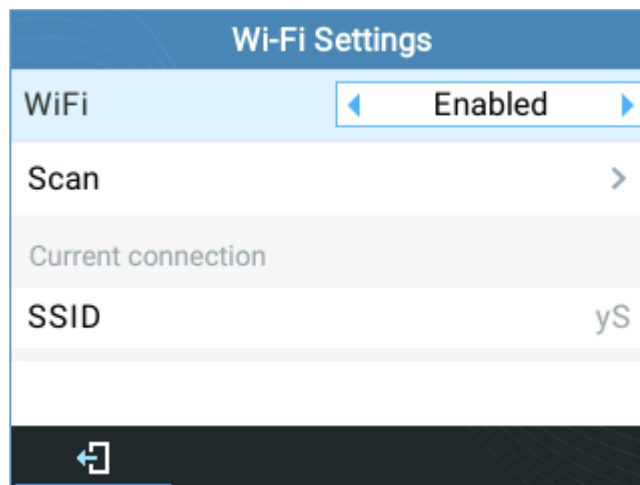 Wi-Fi Settings
WiFi Enabled
Scan
Current connection
SSID yS